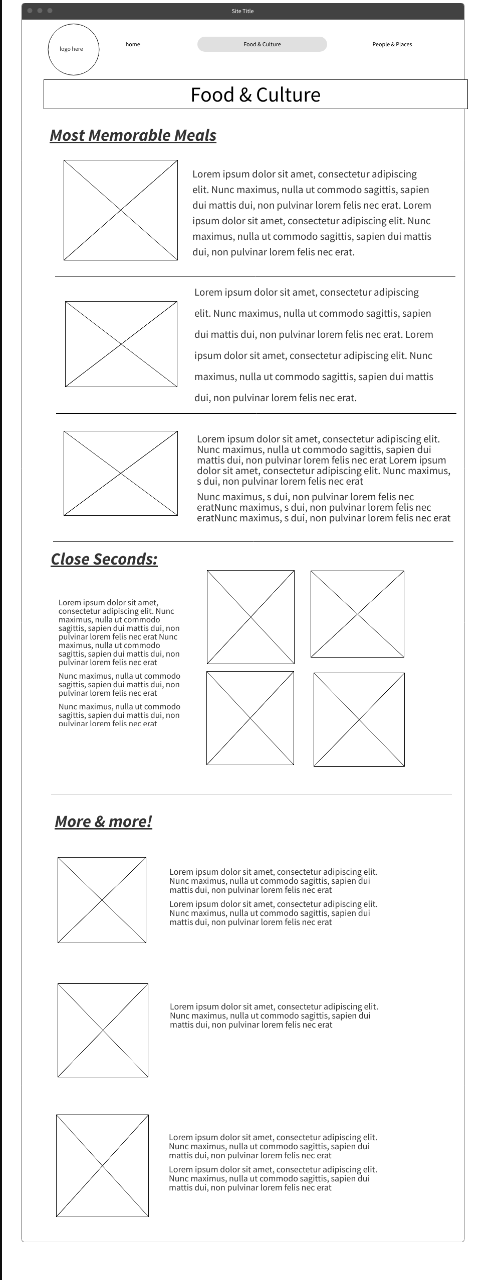 Site Title
logo here
home
Food & Culture
People & Places
Food & Culture
Most Memorable Meals
Lorem ipsum dolor sit amet, consectetur adipiscing
elit. Nunc maximus, nulla ut commodo sagittis, sapien
dui mattis dui, non pulvinar lorem felis nec erat. Lorem
ipsum dolor sit amet, consectetur adipiscing elit. Nunc
maximus, nulla ut commodo sagittis, sapien dui mattis
dui, non pulvinar lorem felis nec erat.
Lorem ipsum dolor sit amet, consectetur adipiscing
elit. Nunc maximus, nulla ut commodo sagittis, sapien
dui mattis dui, non pulvinar lorem felis nec erat. Lorem
ipsum dolor sit amet, consectetur adipiscing elit. Nunc
maximus, nulla ut commodo sagittis, sapien dui mattis
dui, non pulvinar lorem felis nec erat.
Lorem ipsum dolor sit amet, consectetur adipiscing elit.
Nunc maximus, nulla ut commodo sagittis, sapien dui
mattis dui, non pulvinar lorem felis nec erat Lorem ipsum
dolor sit amet, consectetur adipiscing elit. Nunc maximus,
s dui, non pulvinar lorem felis nec erat
Nunc maximus, s dui, non pulvinar lorem felis nec
eratNunc maximus, s dui, non pulvinar lorem felis nec
eratNunc maximus, s dui, non pulvinar lorem felis nec erat
Close Seconds:
Lorem ipsum dolor sit amet,
consectetur adipiscing elit. Nunc
maximus, nulla ut commodo
sagittis, sapien dui mattis dui, non
pulvinar lorem felis nec erat Nunc
maximus, nulla ut commodo
sagittis, sapien dui mattis dui, non
pulvinar lorem felis nec erat
Nunc maximus, nulla ut commodo
sagittis, sapien dui mattis dui, non
pulvinar lorem felis nec erat
Nunc maximus, nulla ut commodo
sagittis, sapien dui mattis dui, non
pulvinar lorem felis nec erat
More & more!
Lorem ipsum dolor sit amet, consectetur adipiscing elit.
Nunc maximus, nulla ut commodo sagittis, sapien dui
mattis dui, non pulvinar lorem felis nec erat
Lorem ipsum dolor sit amet, consectetur adipiscing elit.
Nunc maximus, nulla ut commodo sagittis, sapien dui
mattis dui, non pulvinar lorem felis nec erat
Lorem ipsum dolor sit amet, consectetur adipiscing elit.
Nunc maximus, nulla ut commodo sagittis, sapien dui
mattis dui, non pulvinar lorem felis nec erat
Lorem ipsum dolor sit amet, consectetur adipiscing elit.
Nunc maximus, nulla ut commodo sagittis, sapien dui
mattis dui, non pulvinar lorem felis nec erat
Lorem ipsum dolor sit amet, consectetur adipiscing elit.
Nunc maximus, nulla ut commodo sagittis, sapien dui
mattis dui, non pulvinar lorem felis nec erat